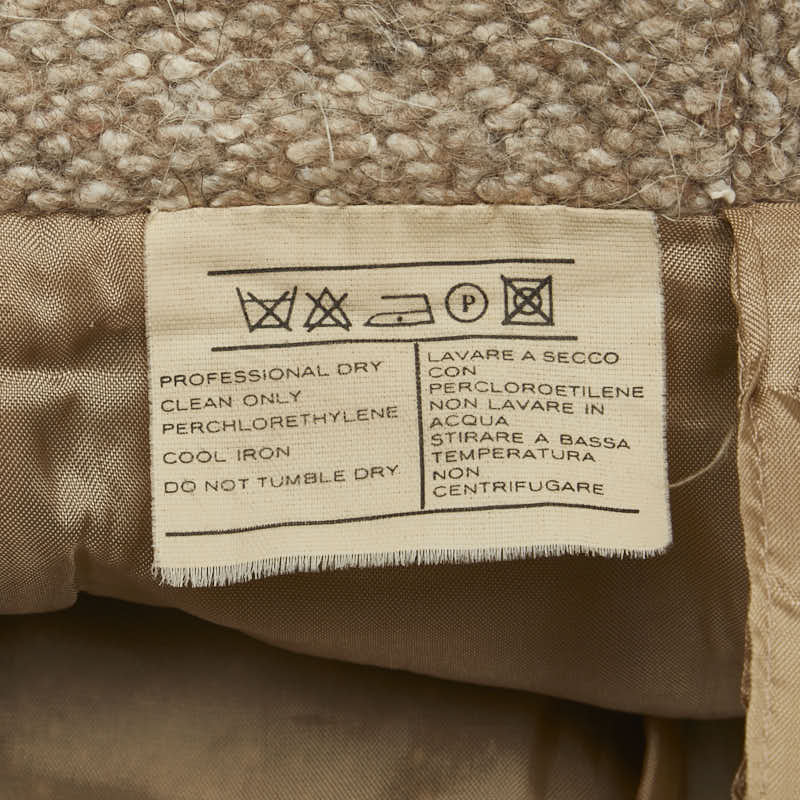 P
PROFESSIONAL DRY
CLEAN ONLY
PERCHLORETHYLENE
COOL IRON
DO NOT TUMBLE DRY
LAVARE A SECCO
CON
PERCLOROETILENE
NON LAVARE IN
ACQUA
STIRARE A BASSA
TEMPERATURA
NON
CENTRIFUGARE